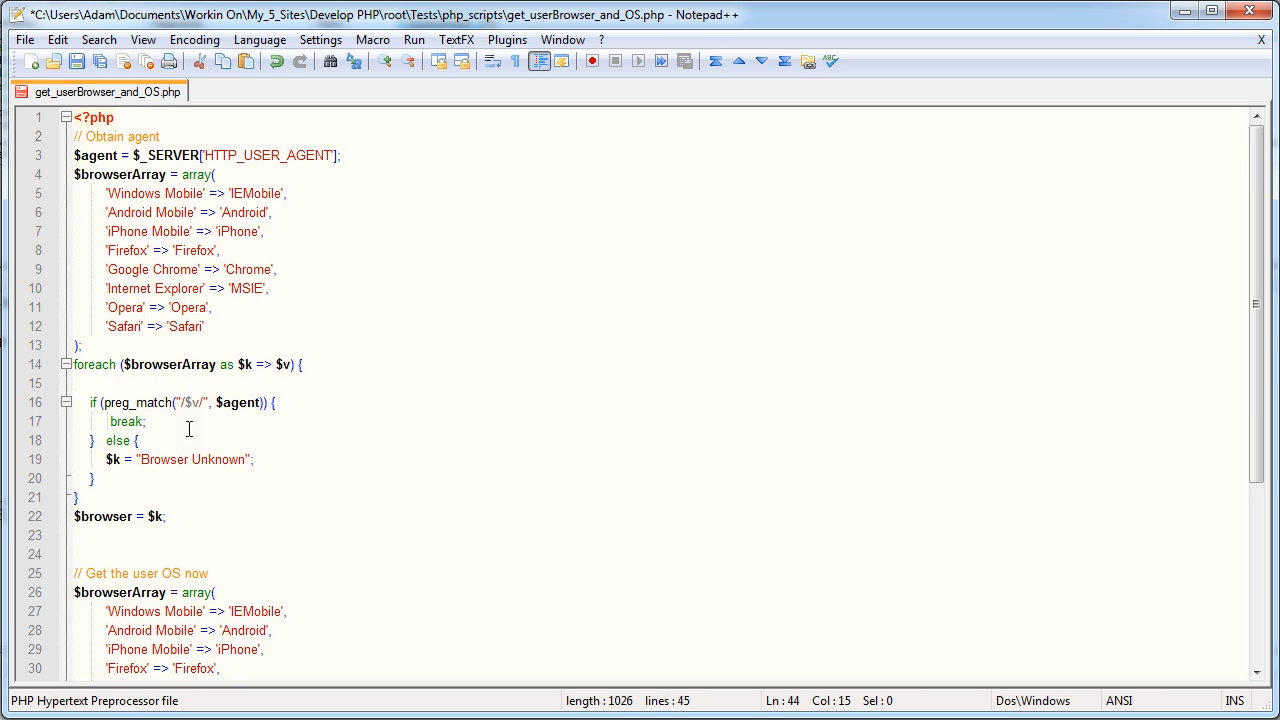 *C:\Users\Adam\Documents\Workin On\My_5_Sites\Develop PHP\root\Tests\php_scripts\get_userBrowser_and_OS.php - Notepad++
File Edit Search View Encoding Language Settings Macro Run TextFX Plugins Window ? X
get_userBrowser_and_OS.php
1 <?php
2 // Obtain agent
3 $agent = $_SERVER['HTTP_USER_AGENT'];
4 $browserArray = array(
5 'Windows Mobile' => 'IEMobile',
6 'Android Mobile' => 'Android',
7 'iPhone Mobile' => 'iPhone',
8 'Firefox' => 'Firefox',
9 'Google Chrome' => 'Chrome',
10 'Internet Explorer' => 'MSIE',
11 'Opera' => 'Opera',
12 'Safari' => 'Safari'
13 );
14 foreach ($browserArray as $k => $v) {
15
16 if (preg_match("/$v/", $agent)) {
17 break;
18 } else {
19 $k = "Browser Unknown";
20 }
21 }
22 $browser = $k;
23
24
25 // Get the user OS now
26 $browserArray = array(
27 'Windows Mobile' => 'IEMobile',
28 'Android Mobile' => 'Android',
29 'iPhone Mobile' => 'iPhone',
30 'Firefox' => 'Firefox',
PHP Hypertext Preprocessor file length : 1026 lines : 45 Ln : 44 Col : 15 Sel : 0 Dos\Windows ANSI INS